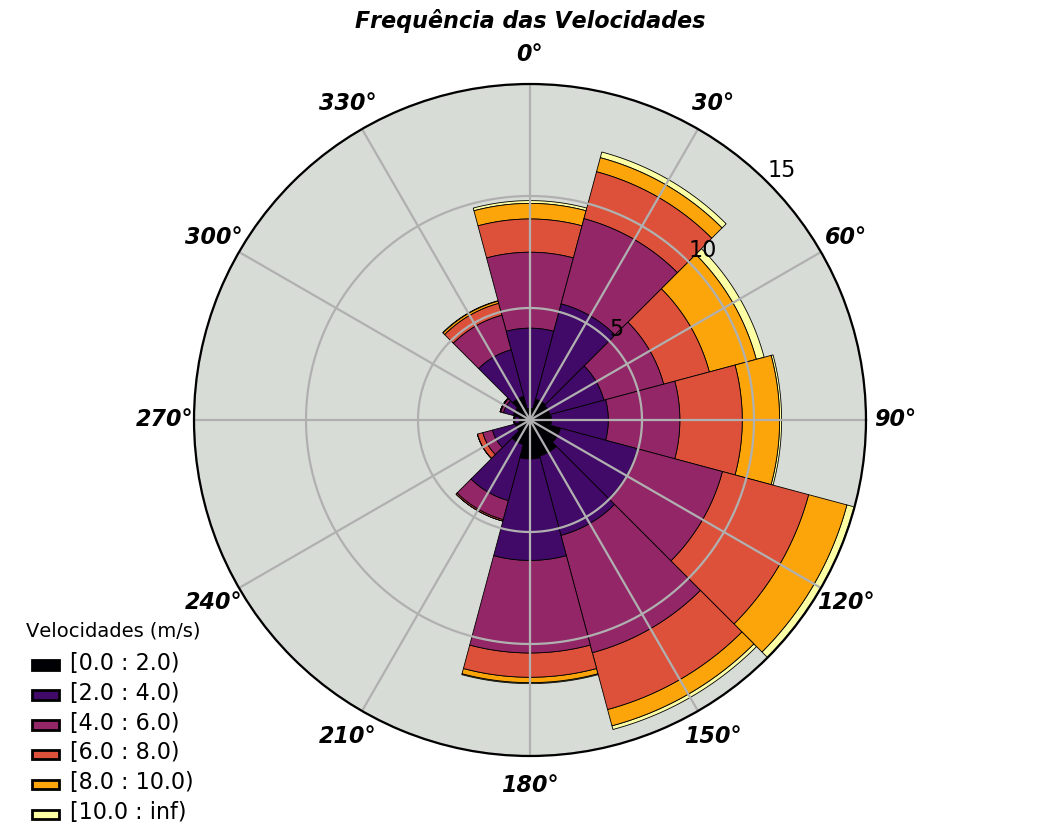 Frequência das Velocidades
0°
330°
30°
15
300°
60°
10
5
270°
90°
240°
120°
210°
150°
180°
Velocidades (m/s)
[0.0 : 2.0)
[2.0 : 4.0)
[4.0 : 6.0)
[6.0 : 8.0)
[8.0 : 10.0)
[10.0 : inf)